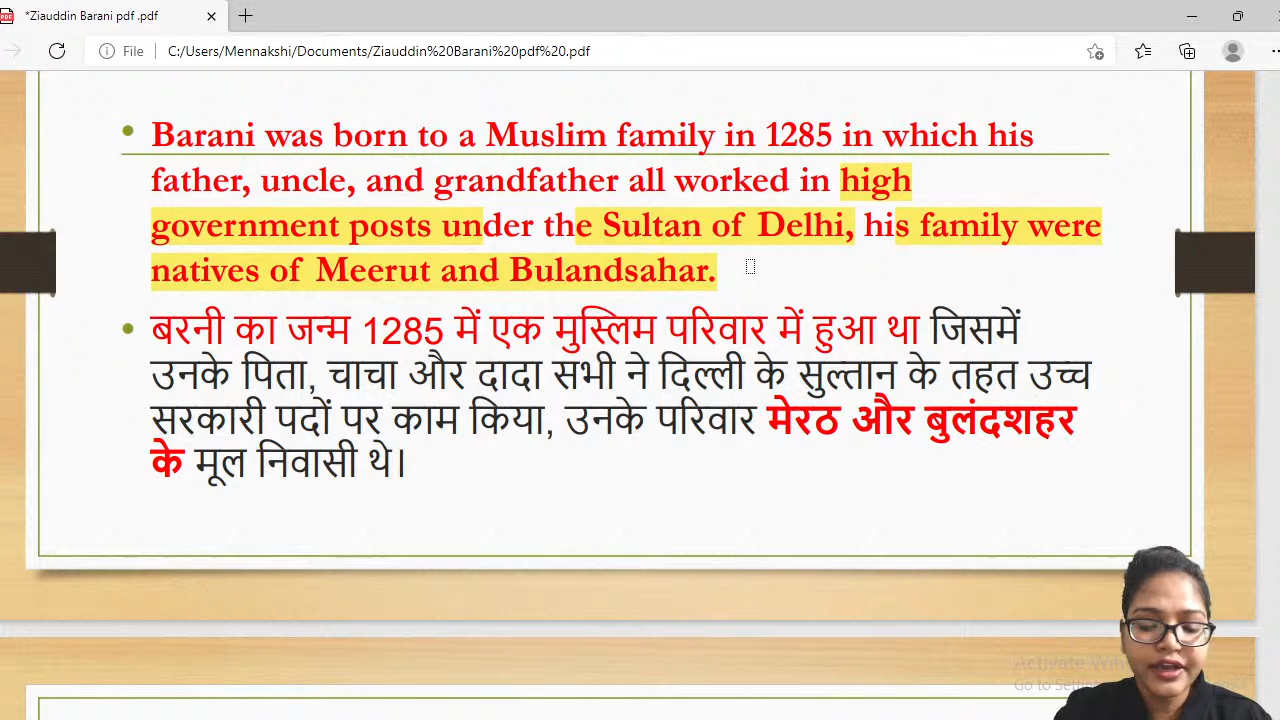 *Ziauddin Barani pdf .pdf
File C:/Users/Mennakshi/Documents/Ziauddin%20Barani%20pdf%20.pdf
Barani was born to a Muslim family in 1285 in which his
father, uncle, and grandfather all worked in high
government posts under the Sultan of Delhi, his family were
natives of Meerut and Bulandsahar.
बरनी का जन्म 1285 में एक मुस्लिम परिवार में हुआ था जिसमें
उनके पिता, चाचा और दादा सभी ने दिल्ली के सुल्तान के तहत उच्च
सरकारी पदों पर काम किया, उनके परिवार मेरठ और बुलंदशहर
के मूल निवासी थे।
Activate
Go to